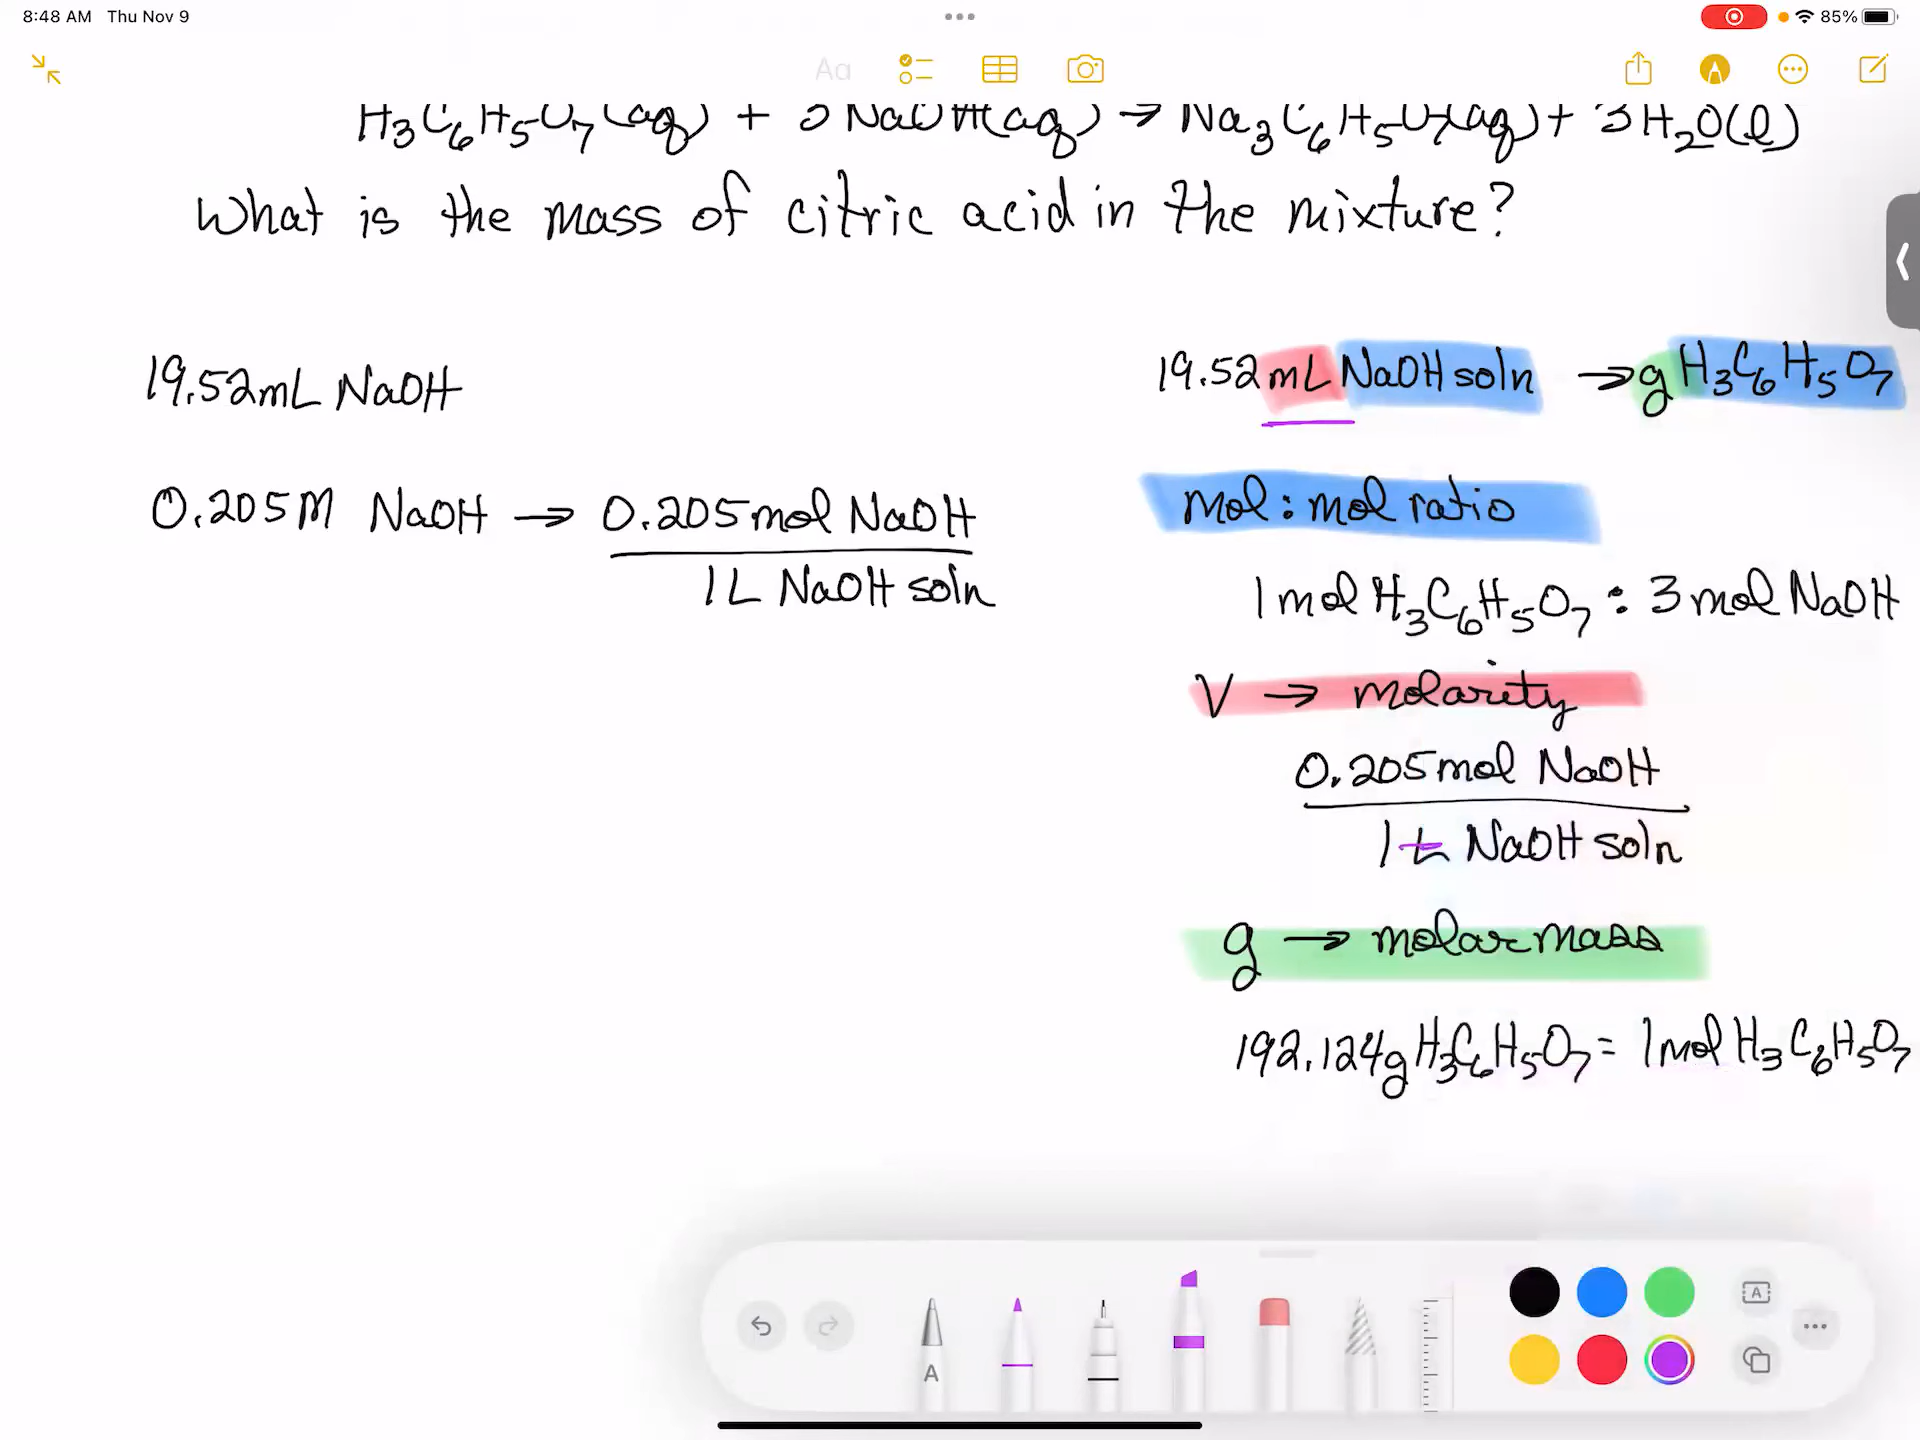 8:48 AM Thu Nov 9
85%
Aa
H₃C₆H₅O₇(aq) + 3 NaOH(aq) → Na₃C₆H₅O₇(aq) + 3H₂O(l)
What is the mass of citric acid in the mixture?
19.52mL NaOH
0.205M NaOH → 0.205mol NaOH
1L NaOH soln
19.52mL NaOH soln → g H₃C₆H₅O₇
mol : mol ratio
1mol H₃C₆H₅O₇ : 3 mol NaOH
V → molarity
0.205mol NaOH
1L NaOH soln
g → molar mass
192.124g H₃C₆H₅O₇ = 1mol H₃C₆H₅O₇
A
A